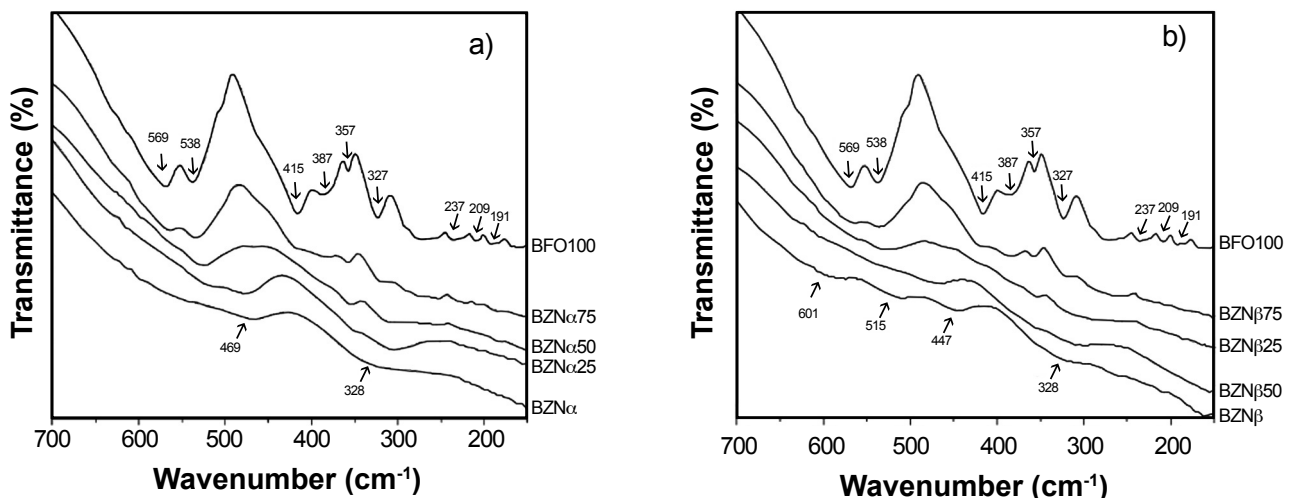 a)
Transmittance (%)
569
538
415
387
357
327
237
209
191
BFO100
BZNα75
BZNα50
BZNα25
BZNα
469
328
700 600 500 400 300 200
Wavenumber (cm-1)
b)
Transmittance (%)
569
538
415
387
357
327
237
209
191
BFO100
BZNβ75
BZNβ25
BZNβ50
BZNβ
601
515
447
328
700 600 500 400 300 200
Wavenumber (cm-1)